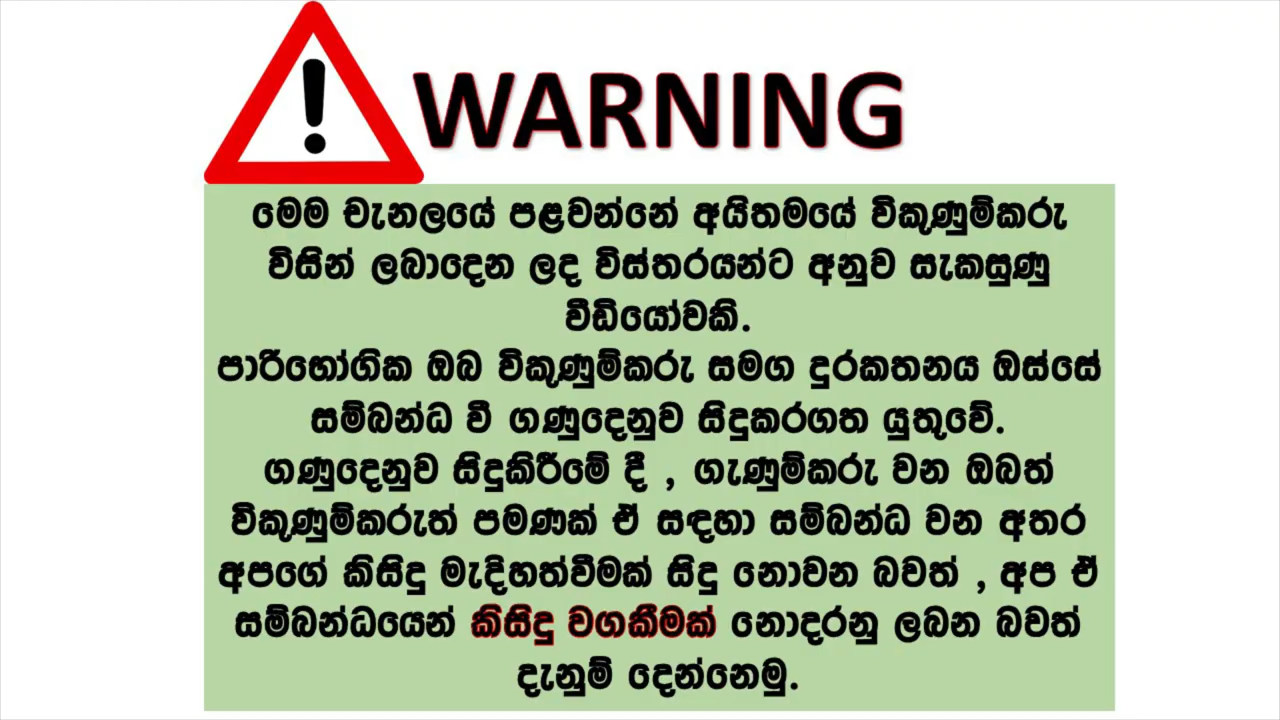 WARNING
මෙම චැනලයේ පළවන්නේ අයිතමයේ විකුණුම්කරු
විසින් ලබාදෙන ලද විස්තරයන්ට අනුව සැකසුණු
වීඩියෝවකි.
පාරිභෝගික ඔබ විකුණුම්කරු සමග දුරකතනය ඔස්සේ
සම්බන්ධ වී ගණුදෙනුව සිදුකරගත යුතුවේ.
ගණුදෙනුව සිදුකිරීමේ දී , ගැණුම්කරු වන ඔබත්
විකුණුම්කරුත් පමණක් ඒ සඳහා සම්බන්ධ වන අතර
අපගේ කිසිදු මැදිහත්වීමක් සිදු නොවන බවත් , අප ඒ
සම්බන්ධයෙන් කිසිදු වගකීමක් නොදරනු ලබන බවත්
දැනුම් දෙන්නෙමු.